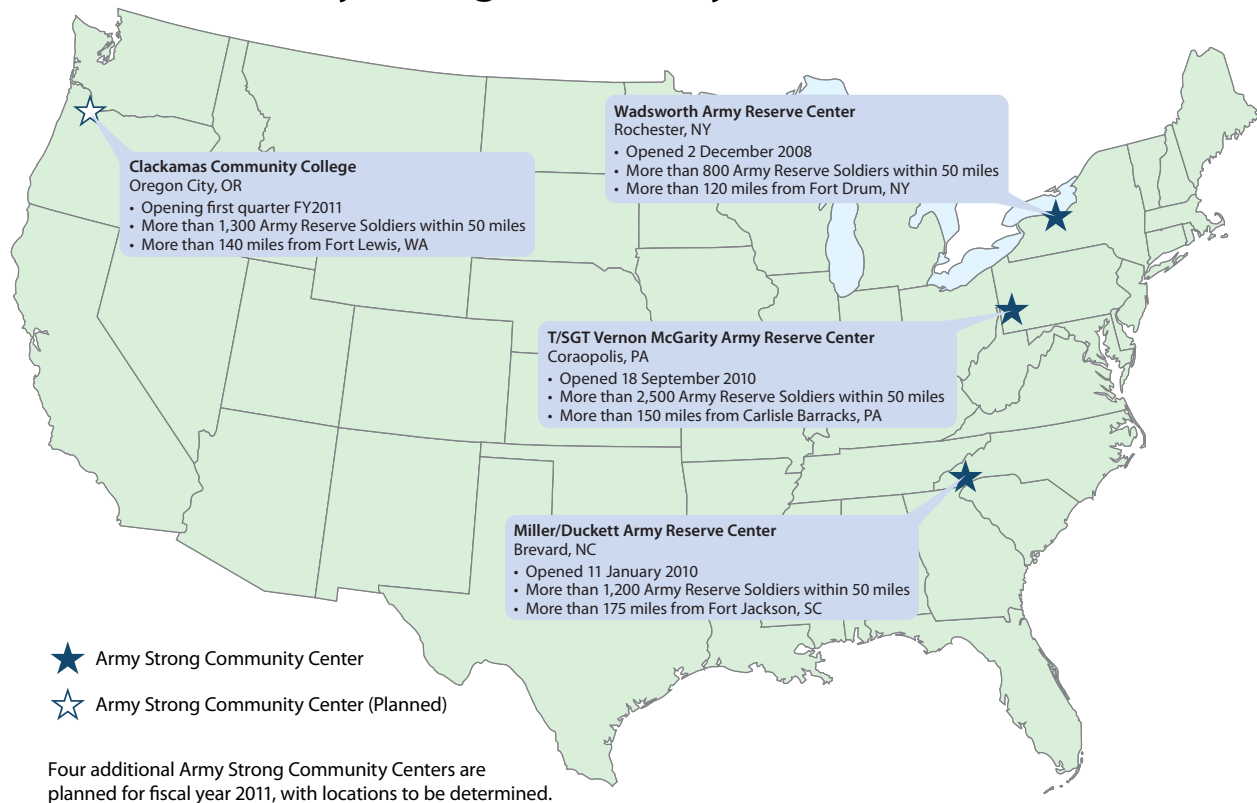 Clackamas Community College
Oregon City, OR
• Opening first quarter FY2011
• More than 1,300 Army Reserve Soldiers within 50 miles
• More than 140 miles from Fort Lewis, WA
Wadsworth Army Reserve Center
Rochester, NY
• Opened 2 December 2008
• More than 800 Army Reserve Soldiers within 50 miles
• More than 120 miles from Fort Drum, NY
T/SGT Vernon McGarity Army Reserve Center
Coraopolis, PA
• Opened 18 September 2010
• More than 2,500 Army Reserve Soldiers within 50 miles
• More than 150 miles from Carlisle Barracks, PA
Miller/Duckett Army Reserve Center
Brevard, NC
• Opened 11 January 2010
• More than 1,200 Army Reserve Soldiers within 50 miles
• More than 175 miles from Fort Jackson, SC
Army Strong Community Center
Army Strong Community Center (Planned)
Four additional Army Strong Community Centers are
planned for fiscal year 2011, with locations to be determined.